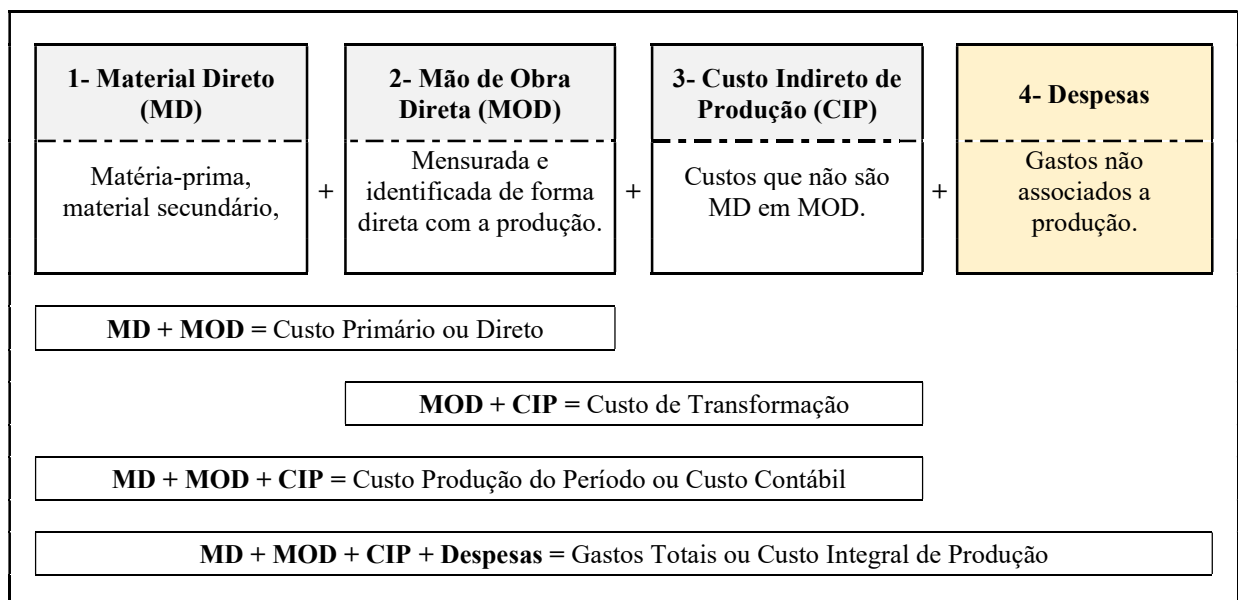 1- Material Direto
(MD)
Matéria-prima,
material secundário,
+
2- Mão de Obra
Direta (MOD)
Mensurada e
identificada de forma
direta com a produção.
+
3- Custo Indireto de
Produção (CIP)
Custos que não são
MD em MOD.
+
4- Despesas
Gastos não
associados a
produção.
MD + MOD = Custo Primário ou Direto
MOD + CIP = Custo de Transformação
MD + MOD + CIP = Custo Produção do Período ou Custo Contábil
MD + MOD + CIP + Despesas = Gastos Totais ou Custo Integral de Produção